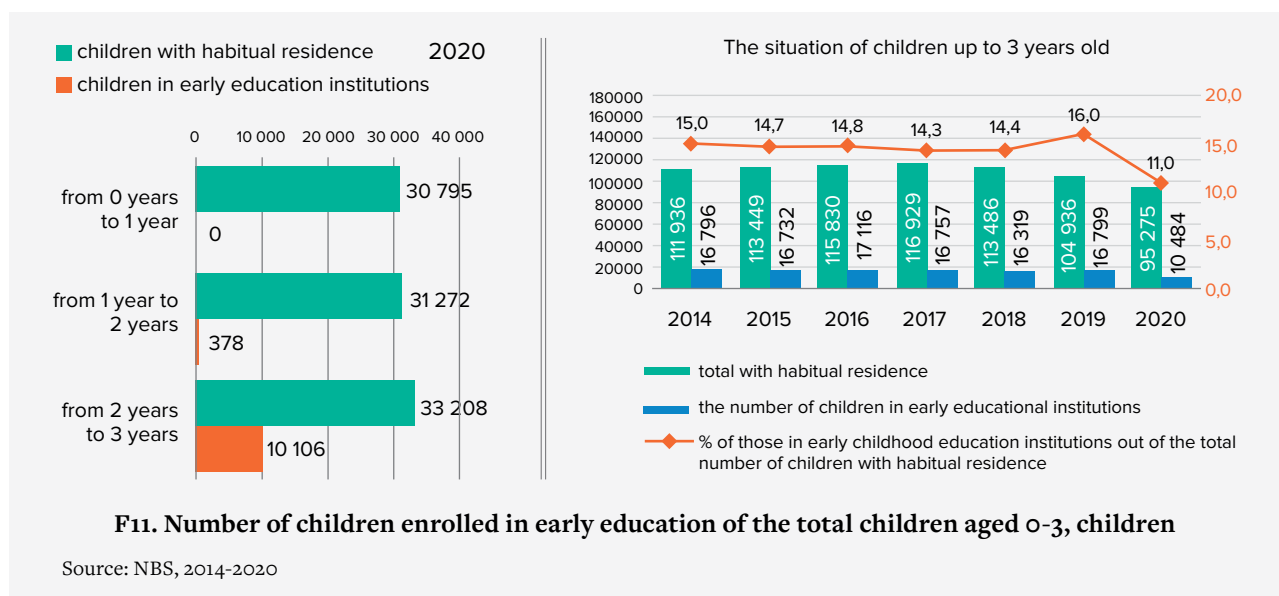 children with habitual residence 2020
children in early education institutions
0 10 000 20 000 30 000 40 000
from 0 years
to 1 year
30 795
0
from 1 year to
2 years
31 272
378
from 2 years
to 3 years
33 208
10 106
The situation of children up to 3 years old
180000
160000
140000
120000
100000
80000
60000
40000
20000
0
20,0
15,0
10,0
5,0
0,0
15,0 14,7 14,8 14,3 14,4 16,0 11,0
111 936 16 796 113 449 16 732 115 830 17 116 116 929 16 757 113 486 16 319 104 936 16 799 95 275 10 484
2014 2015 2016 2017 2018 2019 2020
total with habitual residence
the number of children in early educational institutions
% of those in early childhood education institutions out of the total
number of children with habitual residence
F11. Number of children enrolled in early education of the total children aged 0-3, children
Source: NBS, 2014-2020